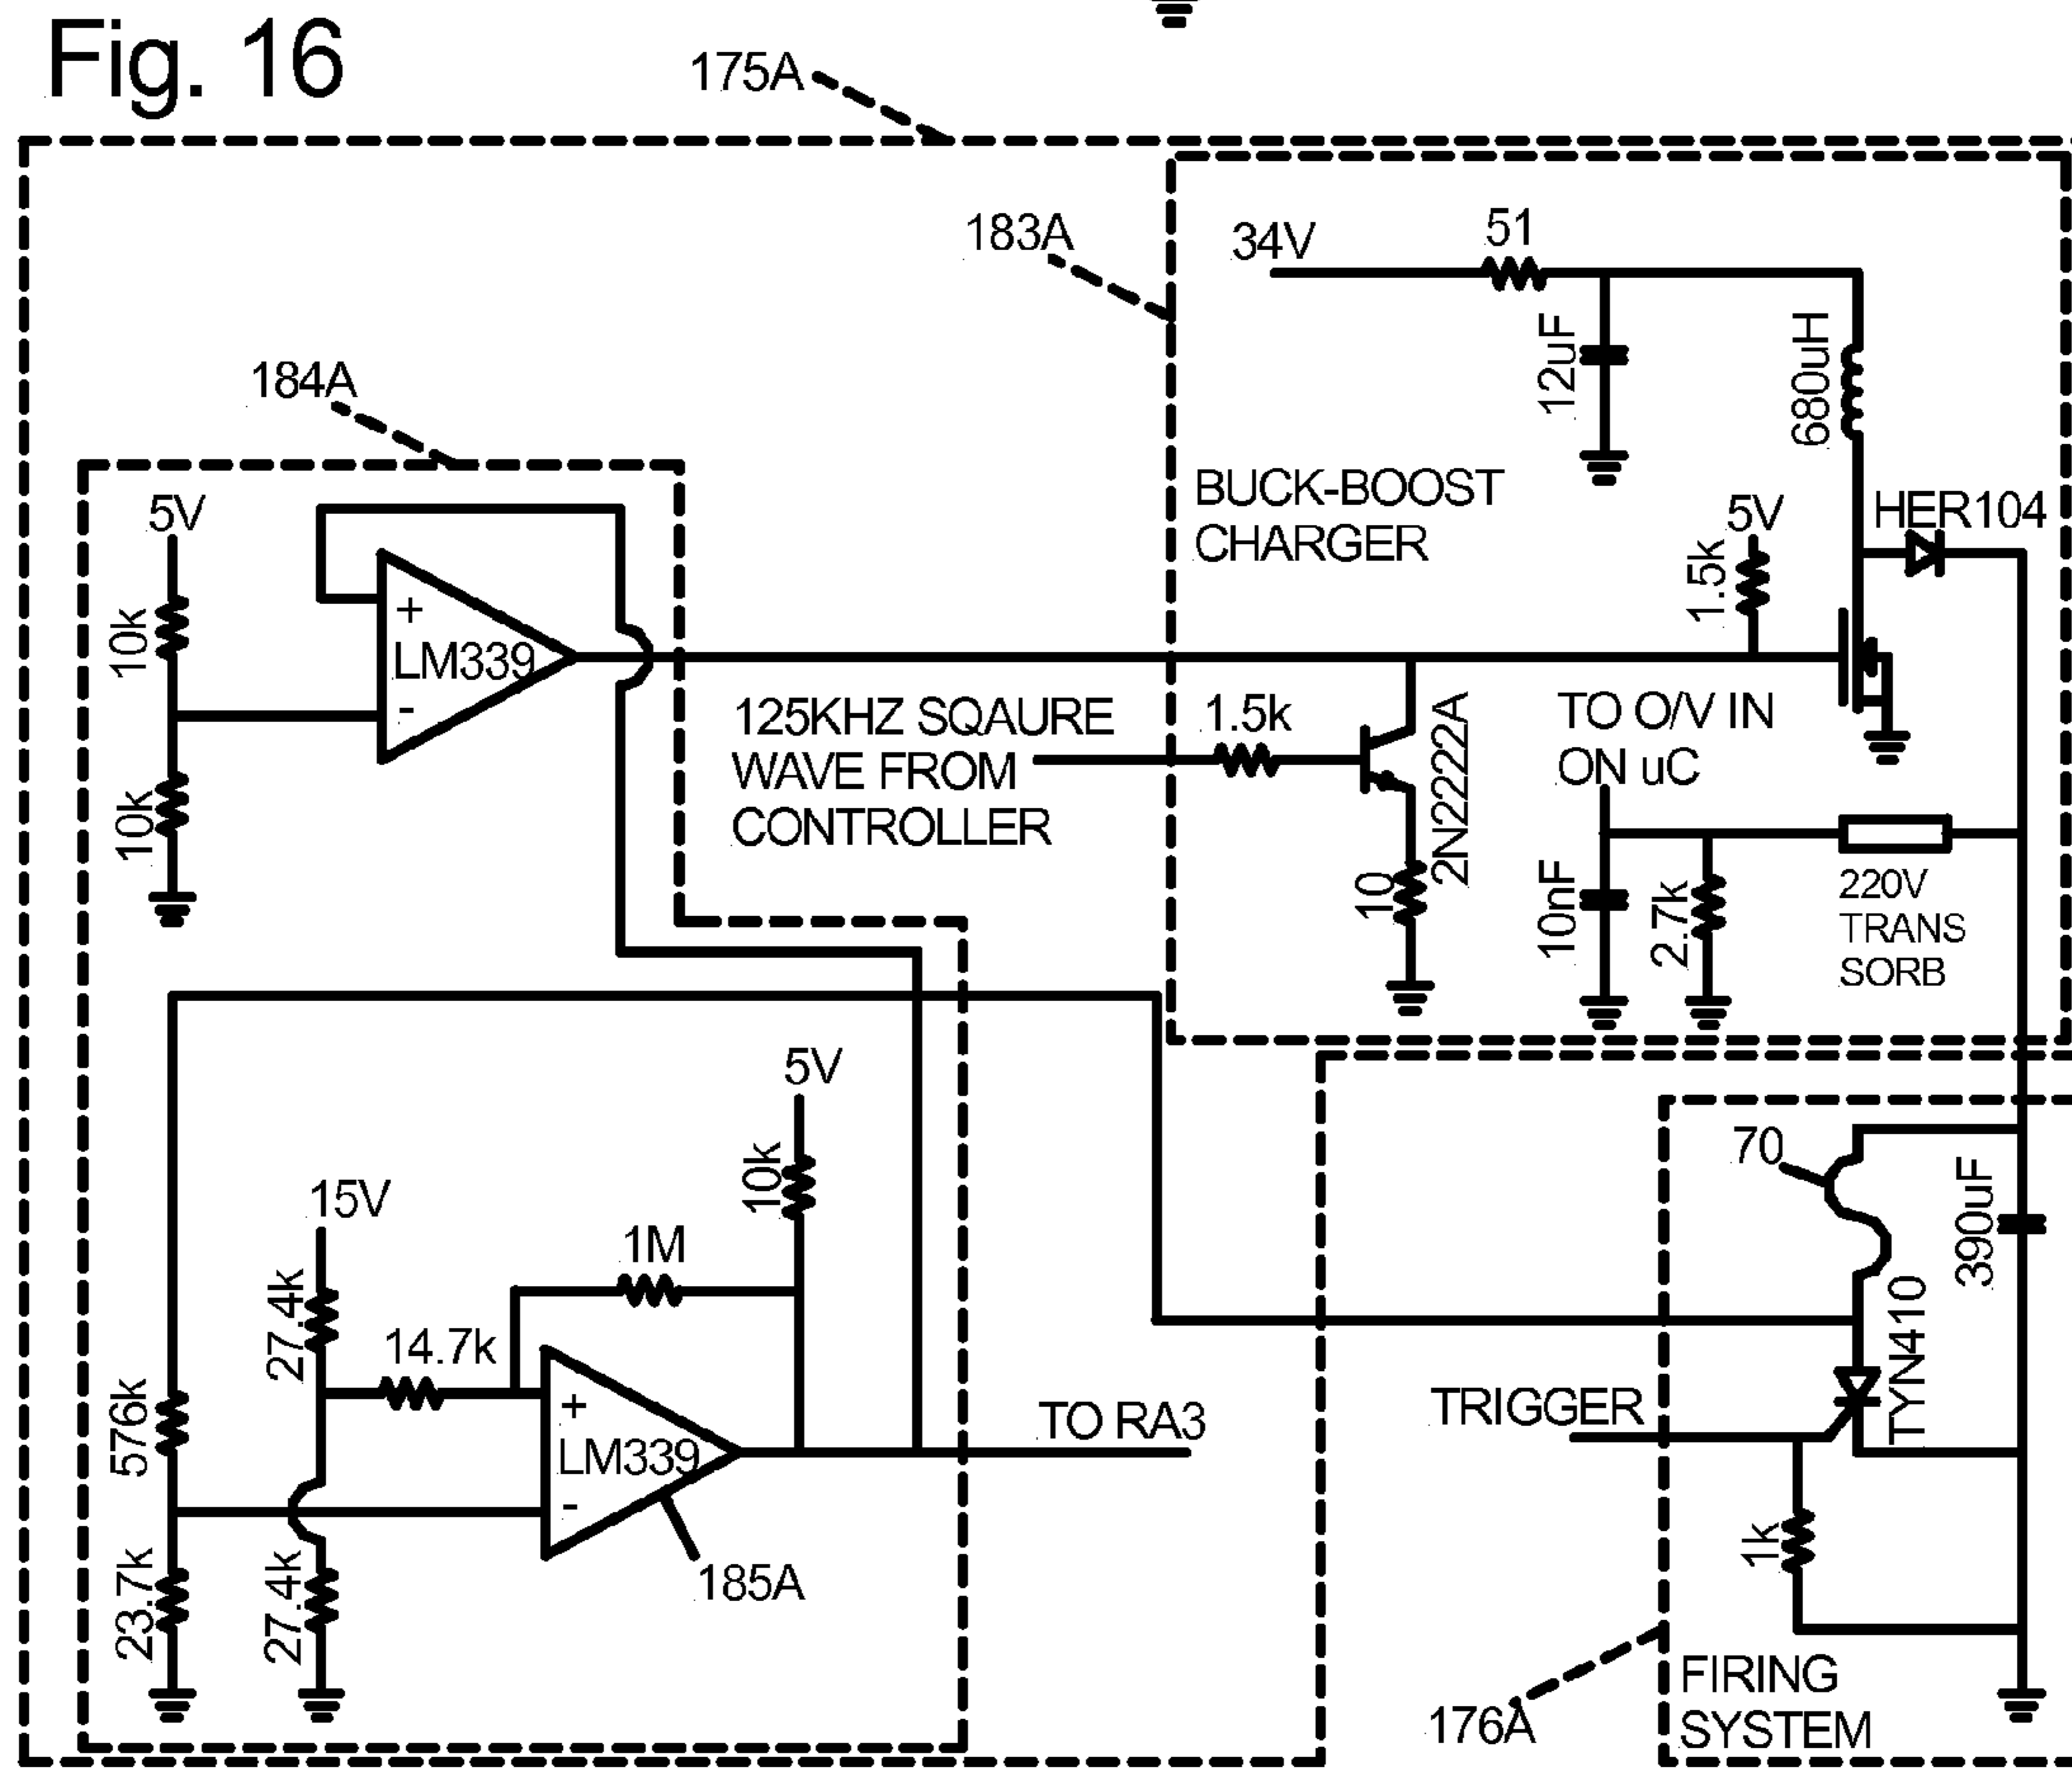 Fig. 16
175A
183A
34V
51
12uF
680uH
184A
BUCK-BOOST
CHARGER
5V
HER104
1.5k
5V
10k
+
LM339
-
10k
125KHZ SQAURE
WAVE FROM
CONTROLLER
1.5k
2N2222A
10
TO O/V IN
ON uC
10nF
2.7k
220V
TRANS
SORB
5V
10k
15V
1M
27.4k
14.7k
576k
+
LM339
-
TO RA3
185A
23.7k
27.4k
70
390uF
TYN410
TRIGGER
1k
176A
FIRING
SYSTEM